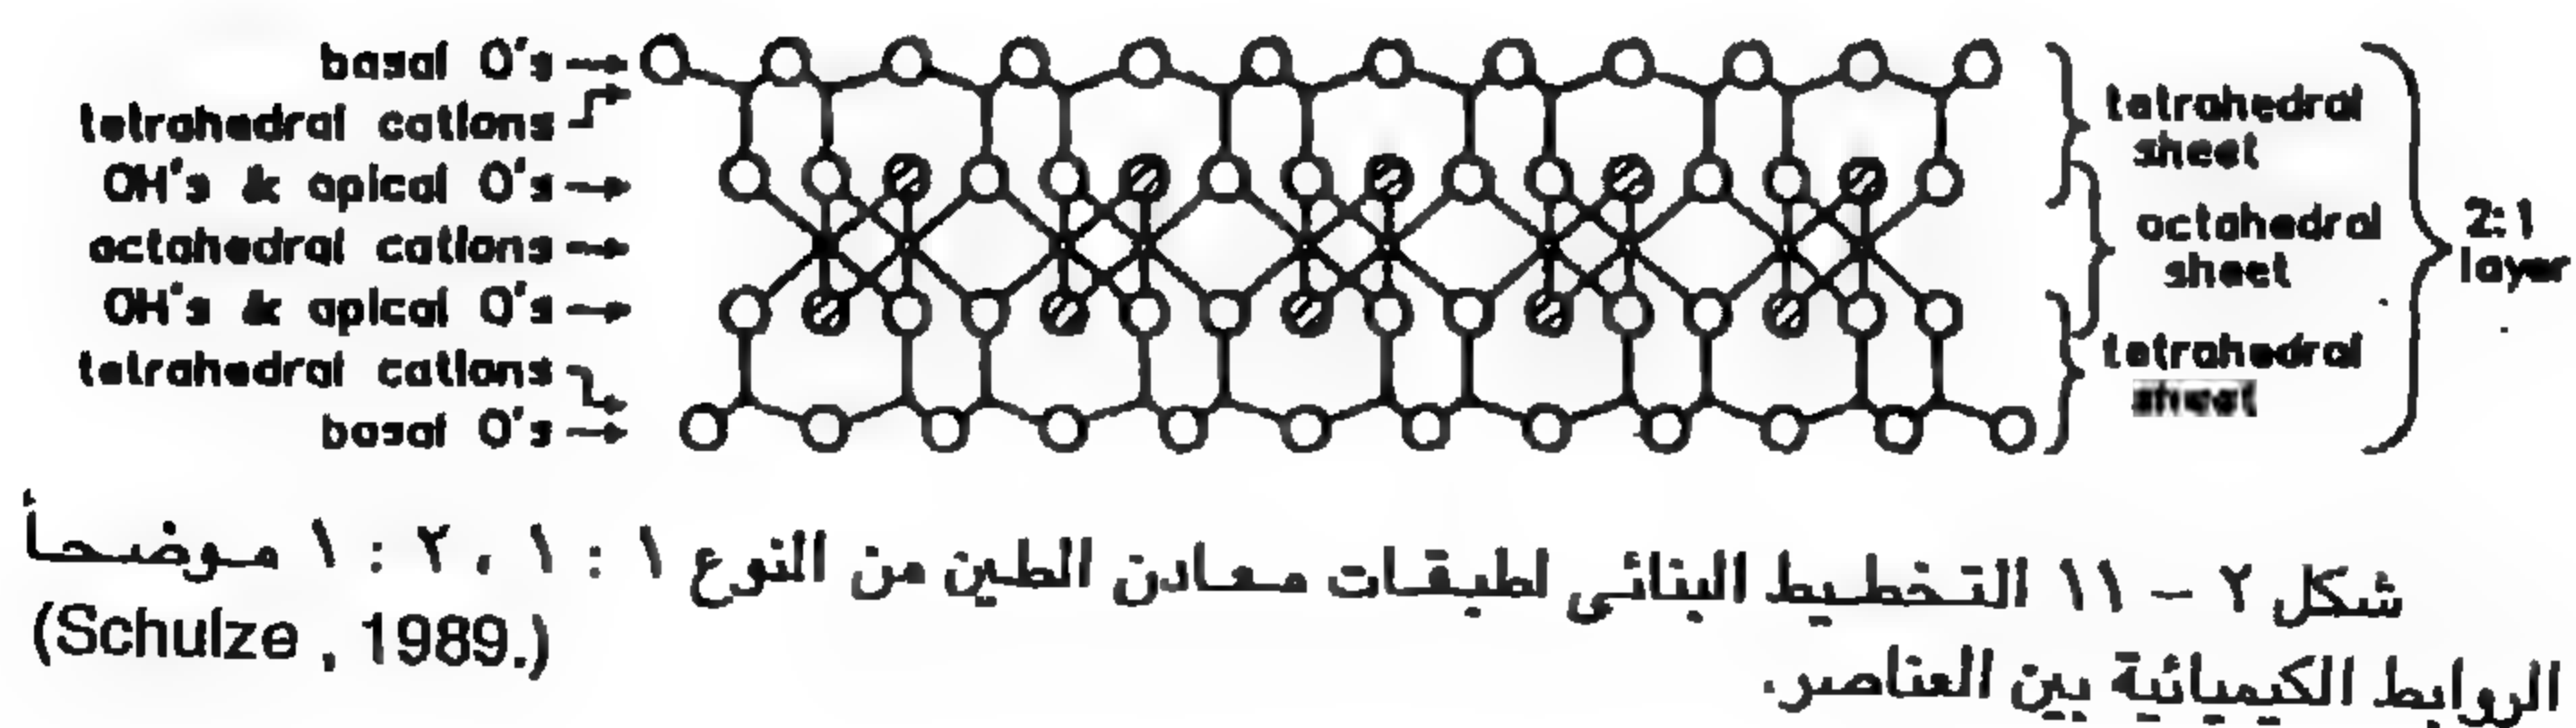 basal O's
tetrahedral cations
OH's & apical O's
octahedral cations
OH's & apical O's
tetrahedral cations
basal O's
tetrahedral
sheet
octahedral
sheet
tetrahedral
sheet
2:1
layer
شكل ٢ - ١١ التخطيط البنائى لطبقات معادن الطين من النوع ١ : ١ ، ٢ : ١ موضحاً
الروابط الكيميائية بين العناصر.
(Schulze , 1989.)